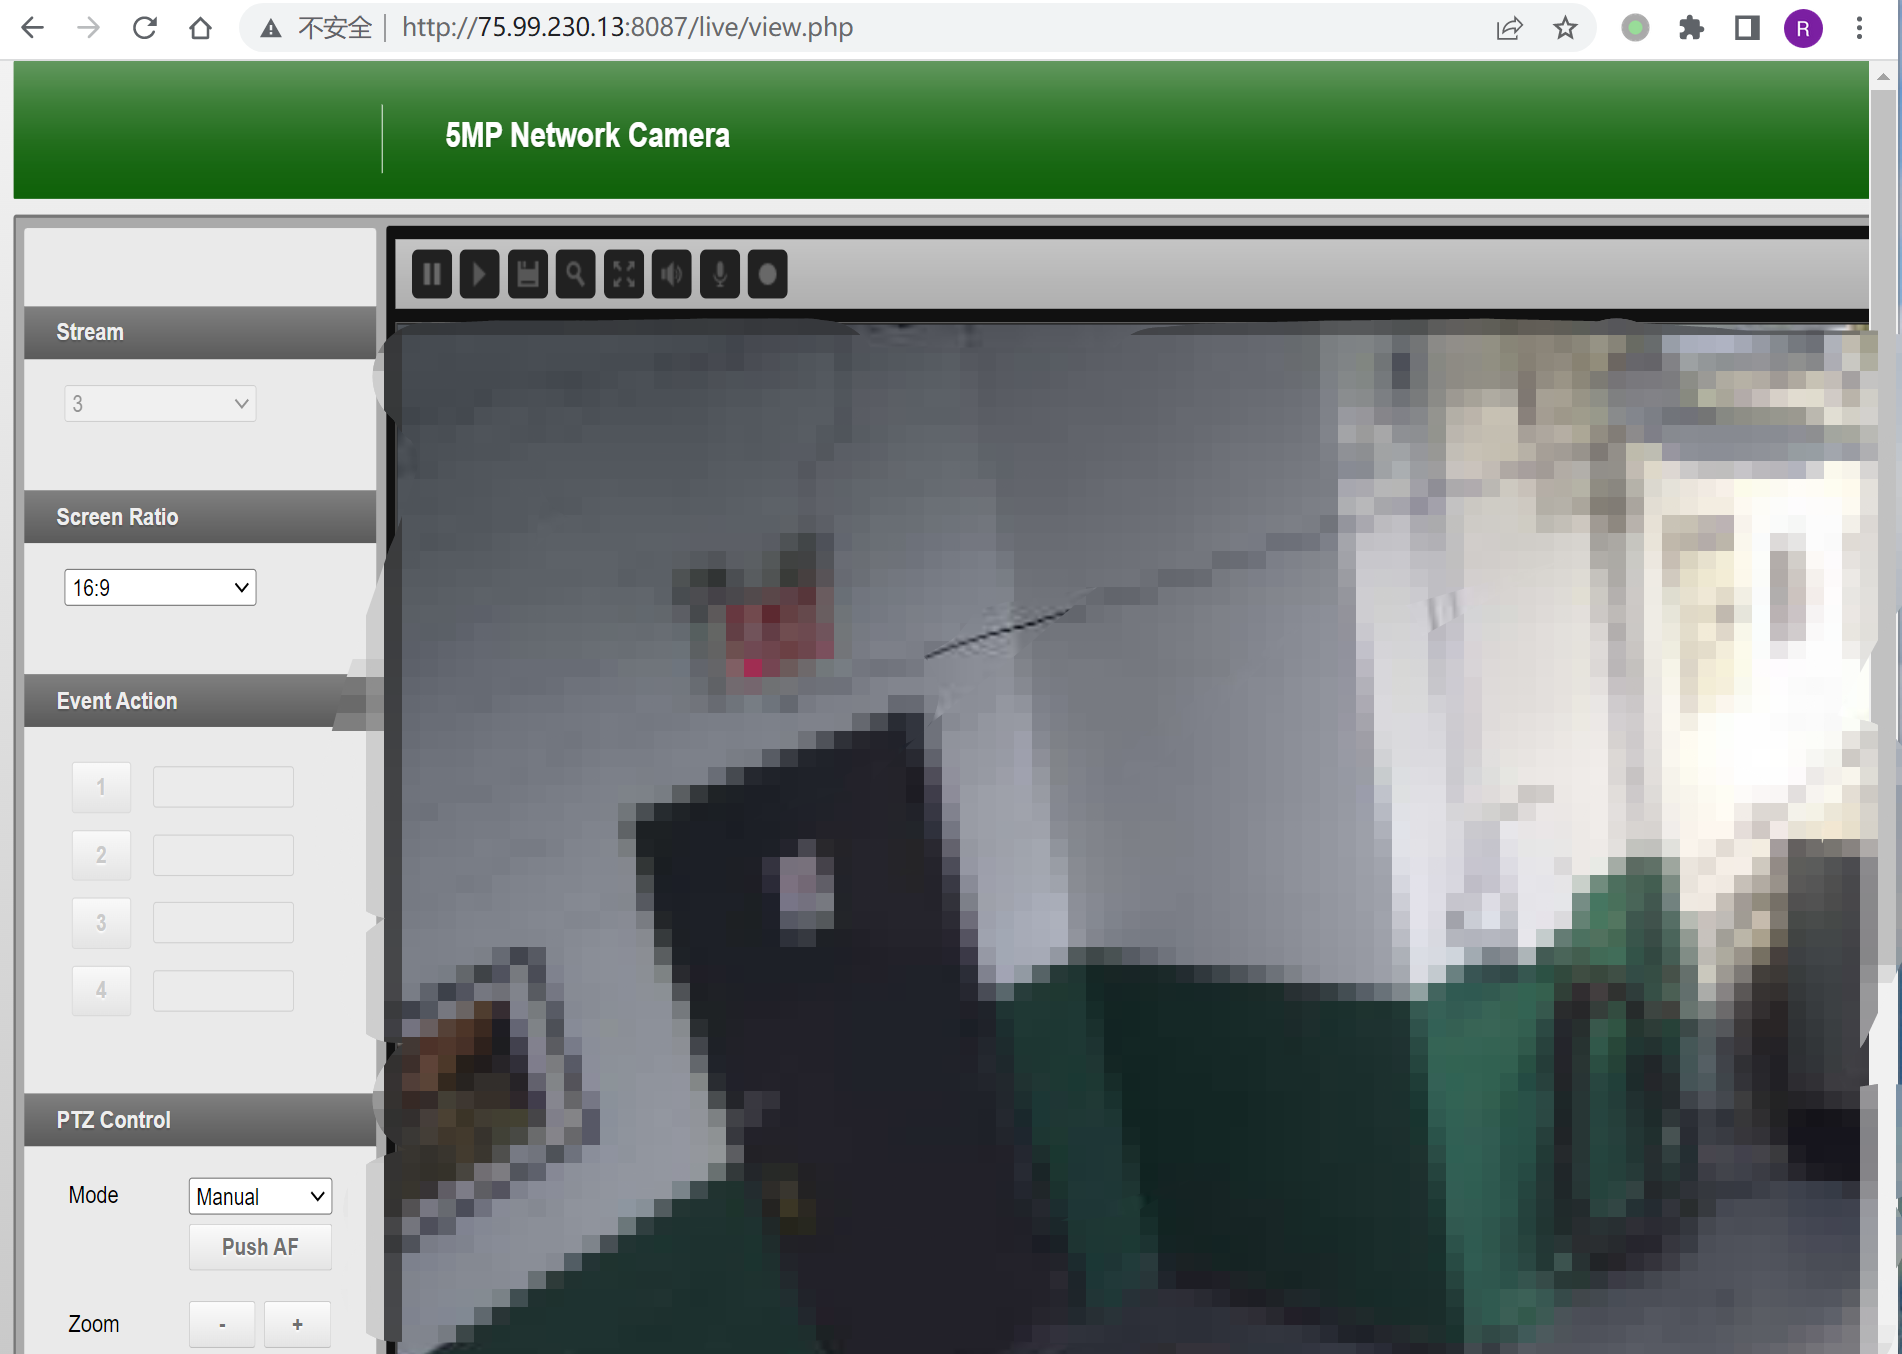 不安全 http://75.99.230.13:8087/live/view.php
R
5MP Network Camera
Stream
3
Screen Ratio
16:9
Event Action
1
2
3
4
PTZ Control
Mode
Manual
Push AF
Zoom
-
+